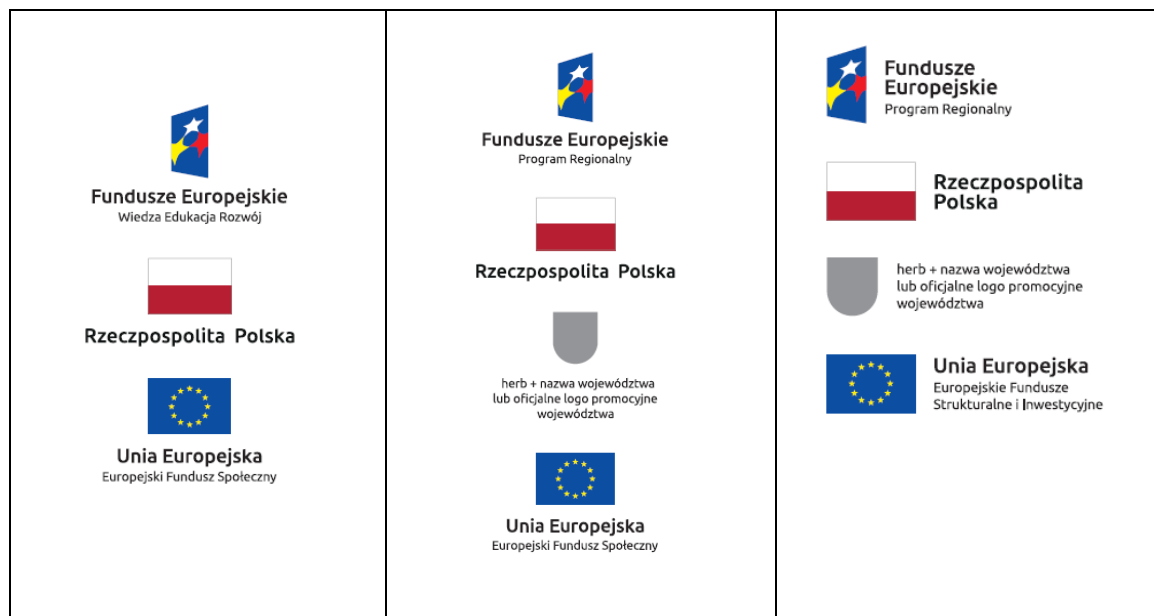 Fundusze Europejskie
Wiedza Edukacja Rozwój
Rzeczpospolita Polska
Unia Europejska
Europejski Fundusz Społeczny
Fundusze Europejskie
Program Regionalny
Rzeczpospolita Polska
herb + nazwa województwa
lub oficjalne logo promocyjne
województwa
Unia Europejska
Europejski Fundusz Społeczny
Fundusze
Europejskie
Program Regionalny
Rzeczpospolita
Polska
herb + nazwa województwa
lub oficjalne logo promocyjne
województwa
Unia Europejska
Europejskie Fundusze
Strukturalne i Inwestycyjne